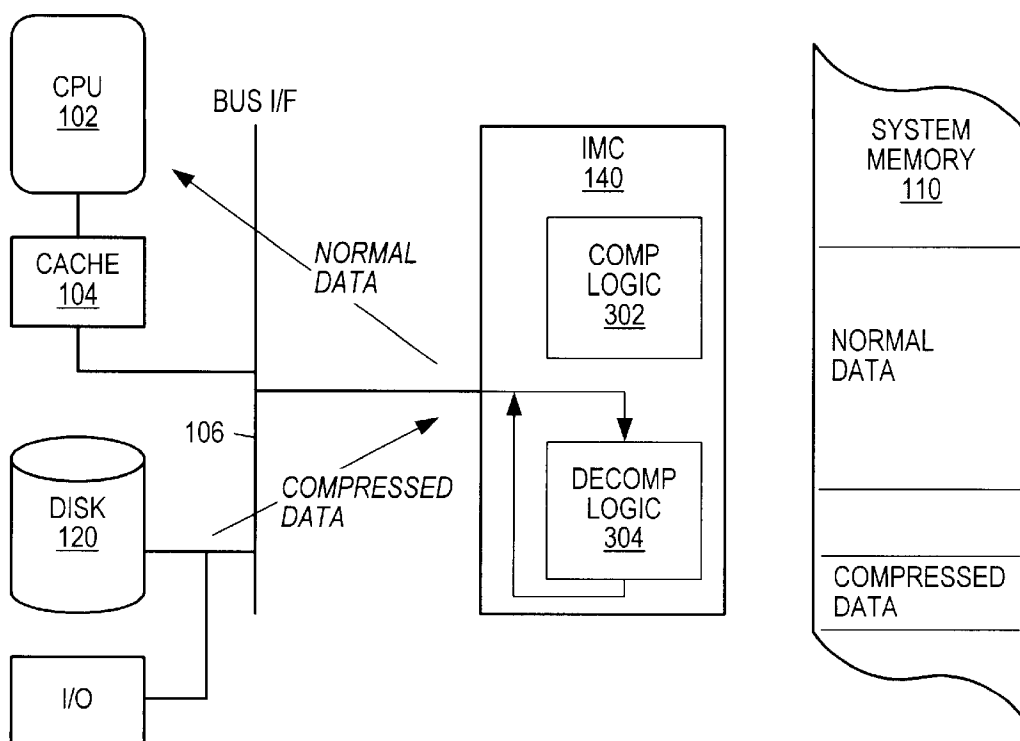 CPU
102
BUS I/F
CACHE
104
NORMAL
DATA
106
COMPRESSED
DATA
DISK
120
I/O
IMC
140
COMP
LOGIC
302
DECOMP
LOGIC
304
SYSTEM
MEMORY
110
NORMAL
DATA
COMPRESSED
DATA